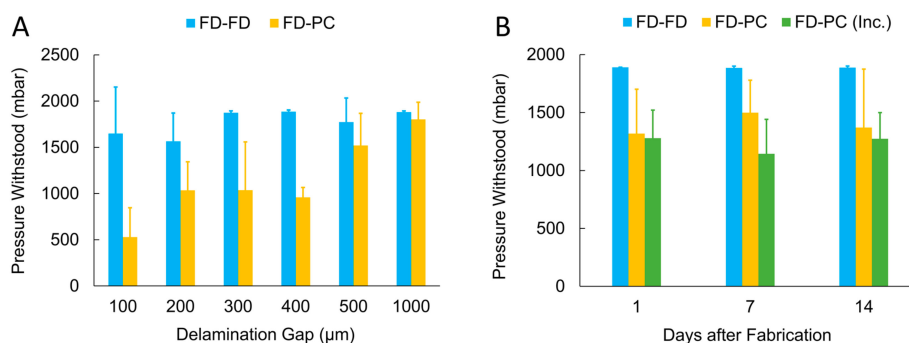 A
FD-FD FD-PC
Pressure Withstood (mbar)
2500
2000
1500
1000
500
0
100 200 300 400 500 1000
Delamination Gap (µm)
B
FD-FD FD-PC FD-PC (Inc.)
Pressure Withstood (mbar)
2000
1500
1000
500
0
1 7 14
Days after Fabrication